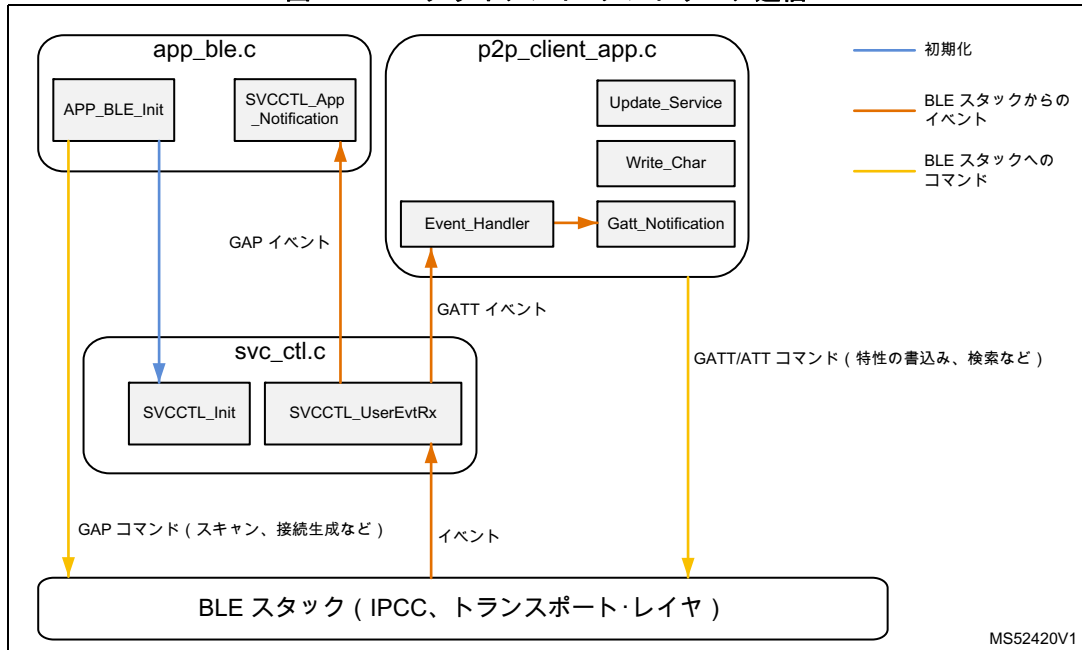 app_ble.c
APP_BLE_Init
SVCCTL_App
_Notification
p2p_client_app.c
Update_Service
Write_Char
Event_Handler
Gatt_Notification
初期化
BLE スタックからの
イベント
BLE スタックへの
コマンド
GAP イベント
GATT イベント
svc_ctl.c
SVCCTL_Init
SVCCTL_UserEvtRx
GATT/ATT コマンド ( 特性の書込み、検索など )
GAP コマンド ( スキャン、接続生成など )
イベント
BLE スタック ( IPCC、トランスポート・レイヤ )
MS52420V1